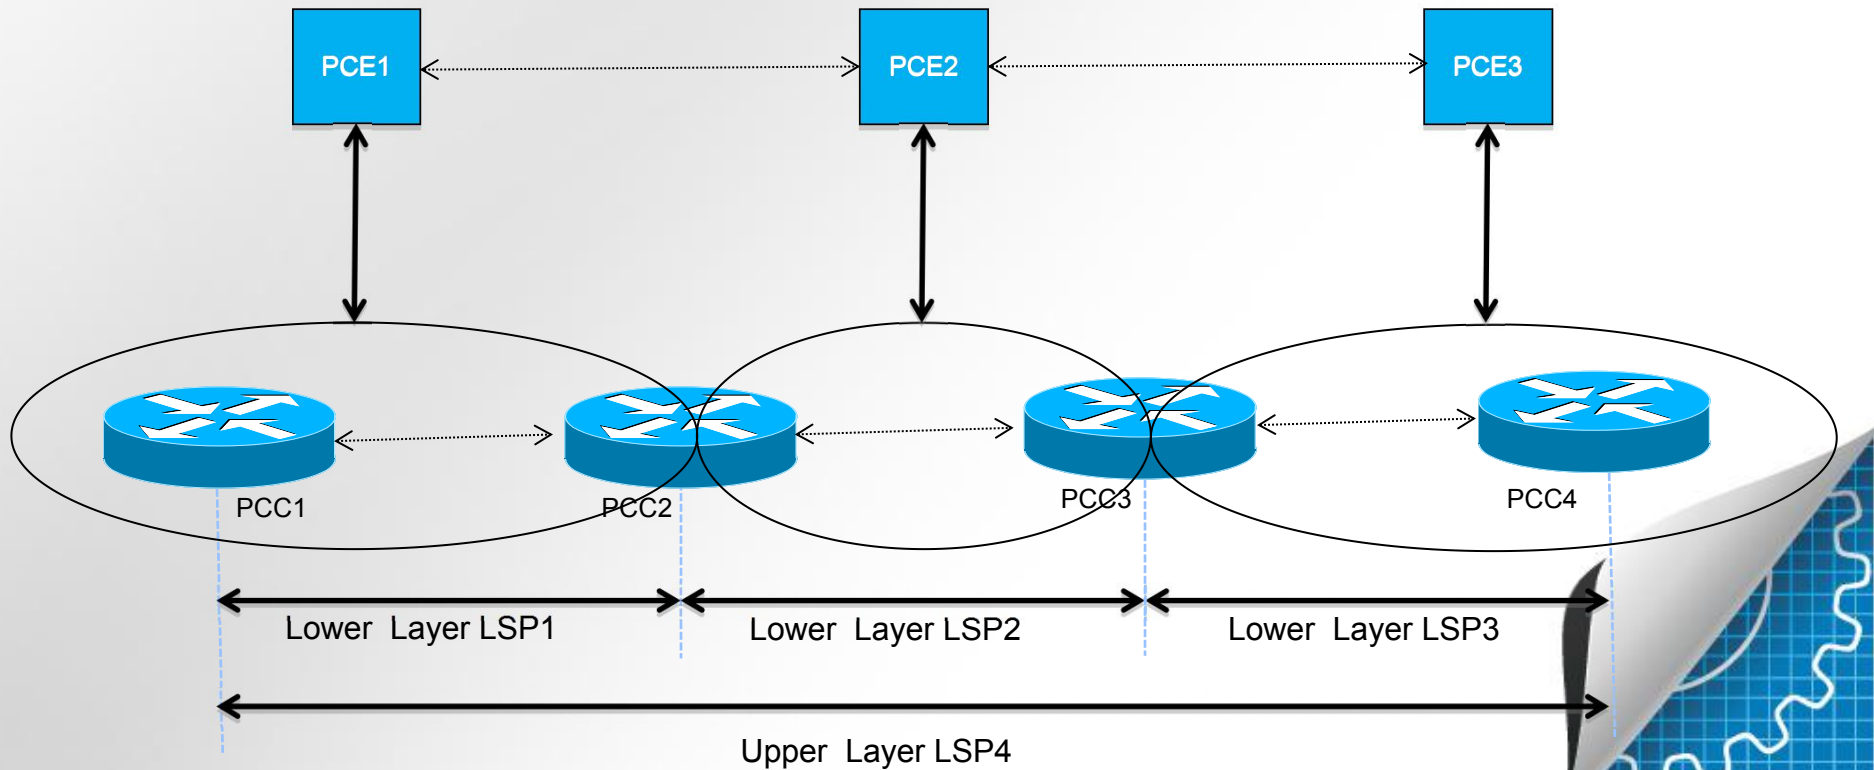 PCE1
PCE2
PCE3
PCC1
PCC2
PCC3
PCC4
Lower Layer LSP1
Lower Layer LSP2
Lower Layer LSP3
Upper Layer LSP4